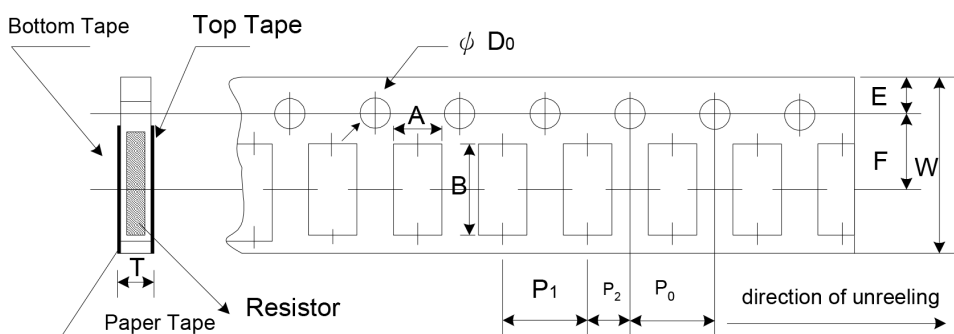 Bottom Tape
Top Tape
ψ D0
E
A
F
W
B
T
P1
P2
P0
direction of unreeling
Resistor
Paper Tape